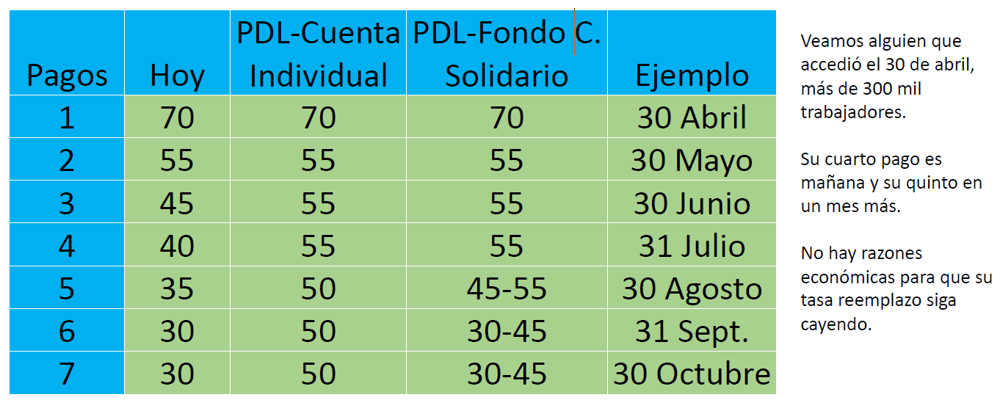 Pagos Hoy PDL-Cuenta Individual PDL-Fondo C. Solidario Ejemplo
1 70 70 70 30 Abril
2 55 55 55 30 Mayo
3 45 55 55 30 Junio
4 40 55 55 31 Julio
5 35 50 45-55 30 Agosto
6 30 50 30-45 31 Sept.
7 30 50 30-45 30 Octubre
Veamos alguien que
accedió el 30 de abril,
más de 300 mil
trabajadores.
Su cuarto pago es
mañana y su quinto en
un mes más.
No hay razones
económicas para que su
tasa reemplazo siga
cayendo.